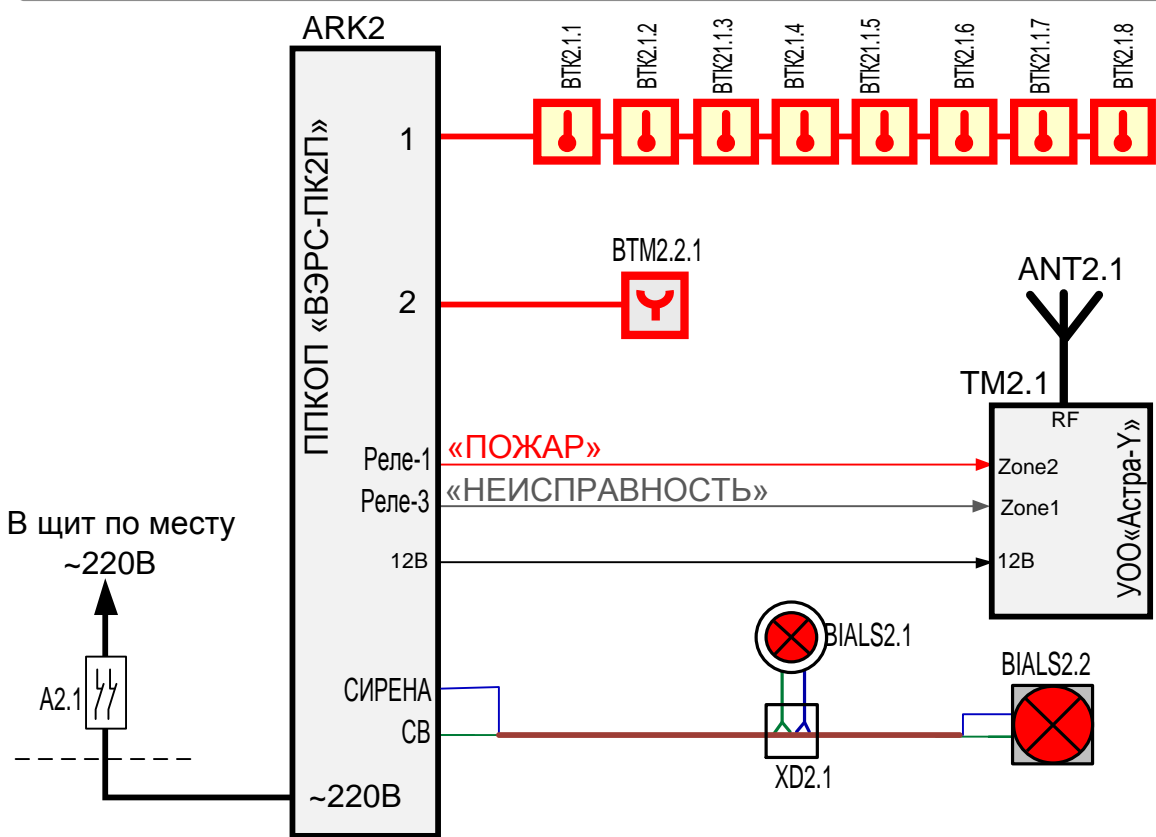 ARK2
ППКОП «ВЭРС-ПК2П»
1
2
Реле-1
Реле-3
12В
СИРЕНА
СВ
~220В
ВТК2.1.1
ВТК2.1.2
ВТК21.1.3
ВТК2.1.4
ВТК21.1.5
ВТК2.1.6
ВТК21.1.7
ВТК2.1.8
BTM2.2.1
ANT2.1
TM2.1
RF
Zone2
Zone1
12В
УОО«Астра-Y»
«ПОЖАР»
«НЕИСПРАВНОСТЬ»
В щит по месту
~220В
A2.1
BIALS2.1
BIALS2.2
XD2.1